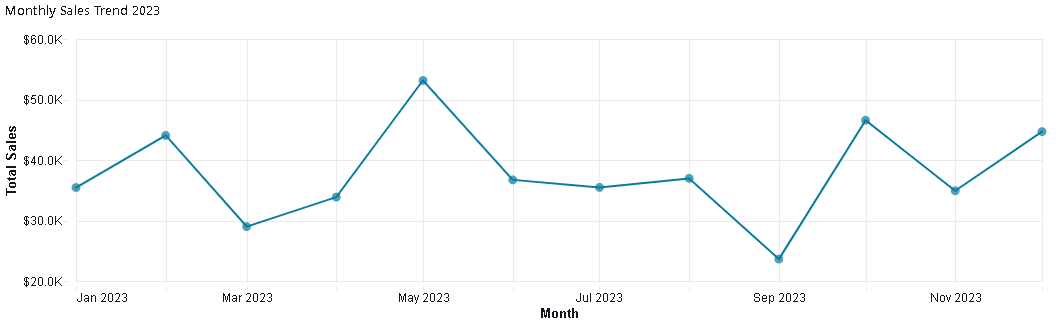 Monthly Sales Trend 2023
$60.0K
$50.0K
$40.0K
$30.0K
$20.0K
Total Sales
Jan 2023
Mar 2023
May 2023
Jul 2023
Sep 2023
Nov 2023
Month